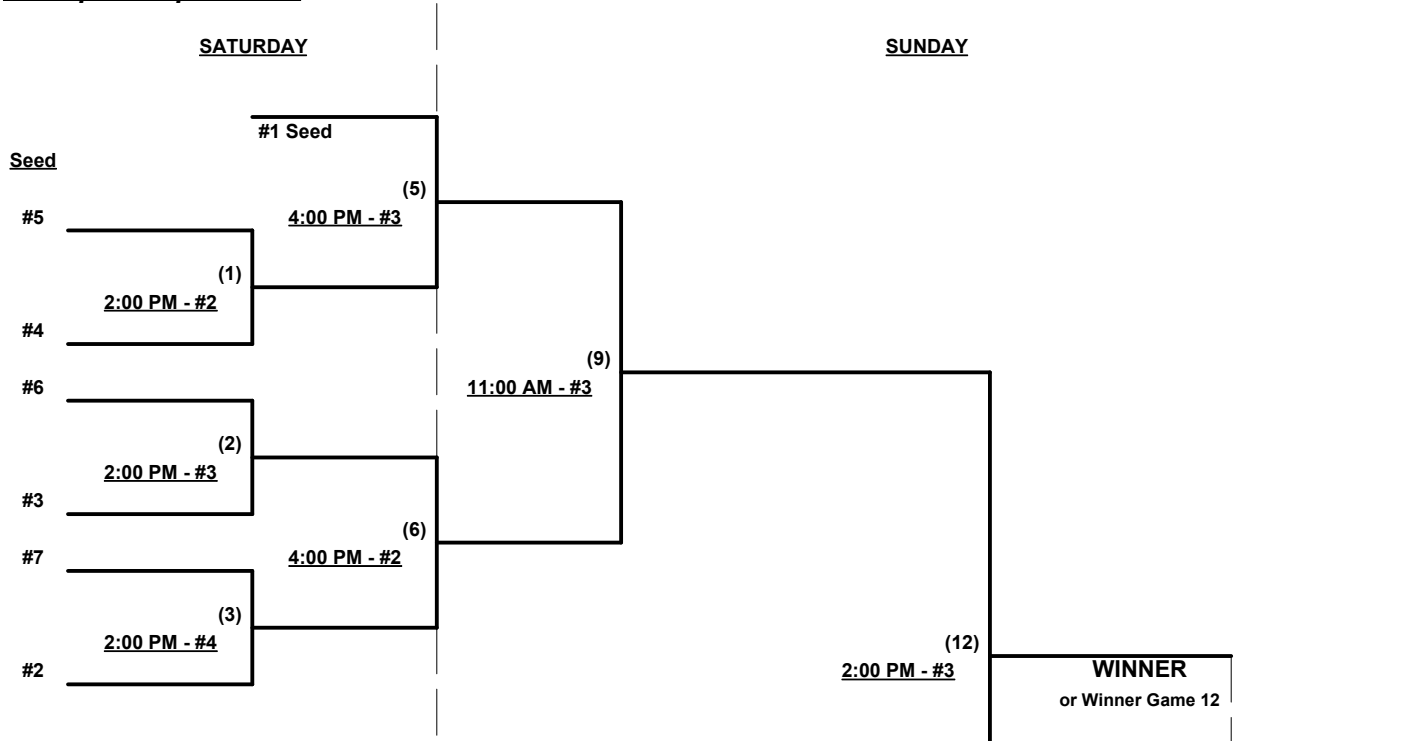 SATURDAY
SUNDAY
#1 Seed
Seed
(5)
#5
4:00 PM - #3
(1)
2:00 PM - #2
#4
(9)
#6
11:00 AM - #3
(2)
2:00 PM - #3
#3
(6)
#7
4:00 PM - #2
(3)
2:00 PM - #4
(12)
#2
2:00 PM - #3
WINNER
or Winner Game 12